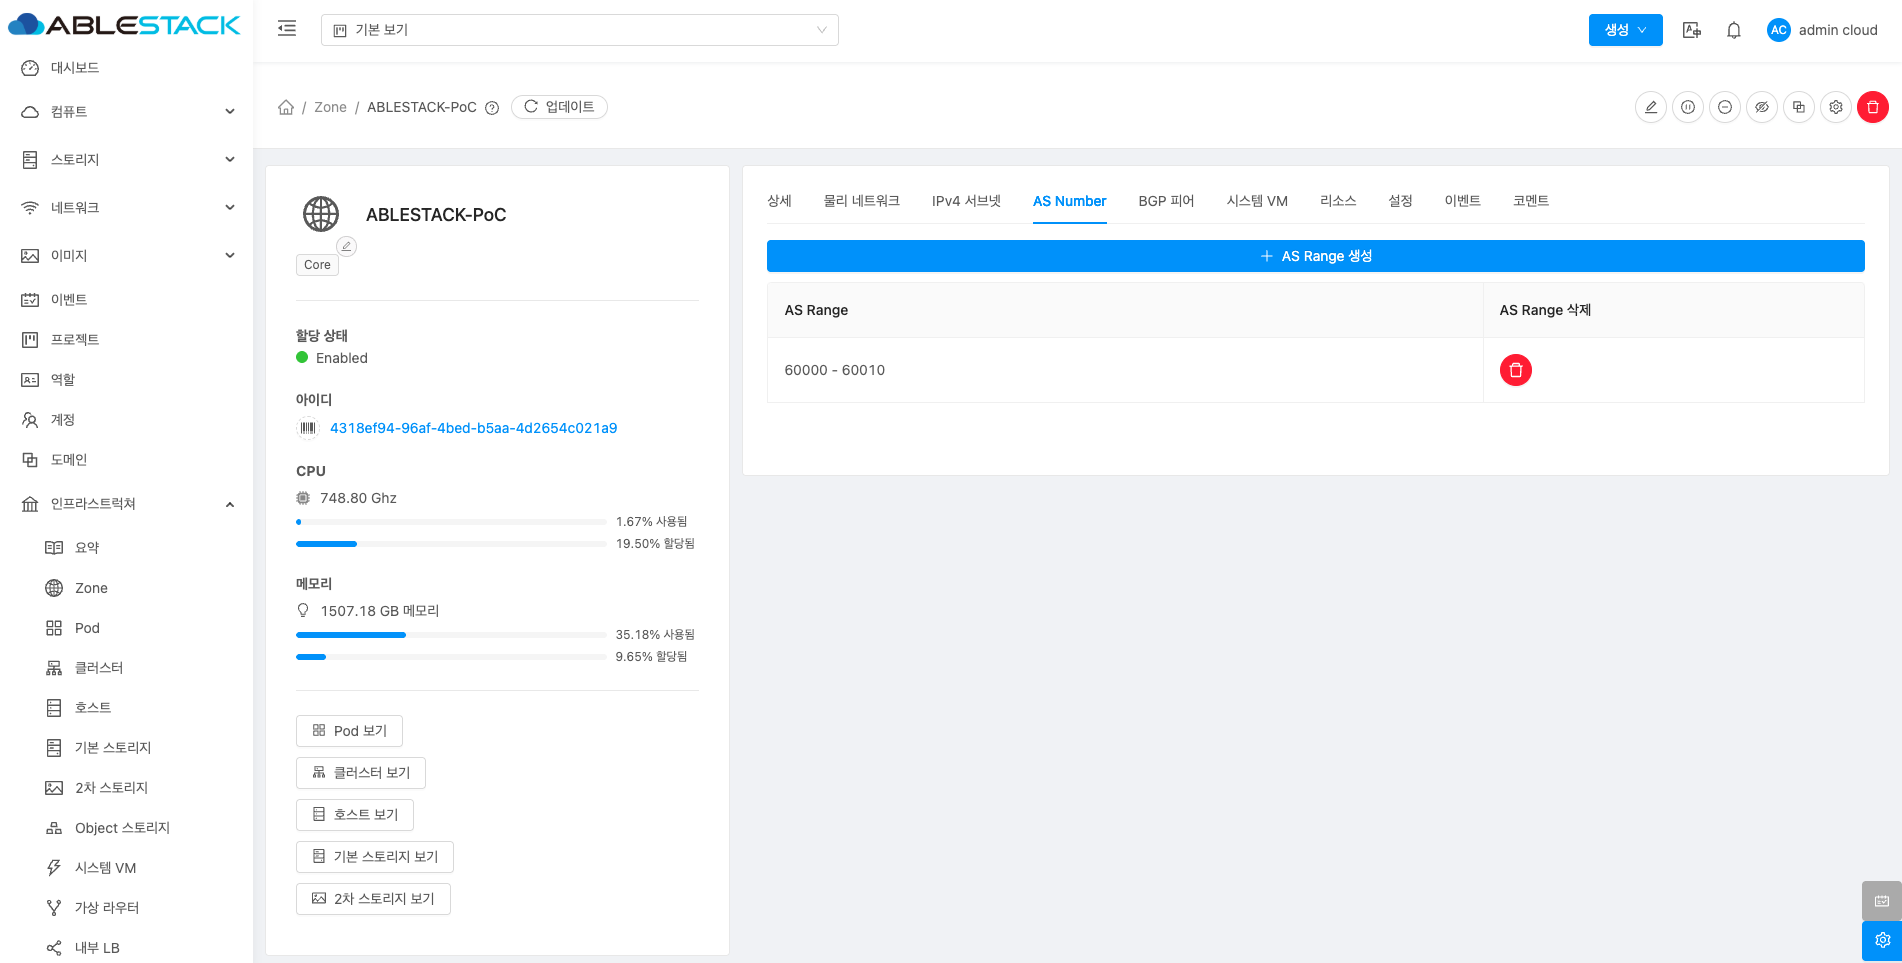 ABLESTACK
기본 보기
생성
AC
admin cloud
대시보드
컴퓨트
스토리지
네트워크
이미지
이벤트
프로젝트
역할
계정
도메인
인프라스트럭쳐
요약
Zone
Pod
클러스터
호스트
기본 스토리지
2차 스토리지
Object 스토리지
시스템 VM
가상 라우터
내부 LB
/ Zone / ABLESTACK-PoC
업데이트
ABLESTACK-PoC
Core
할당 상태
Enabled
아이디
4318ef94-96af-4bed-b5aa-4d2654c021a9
CPU
748.80 Ghz
1.67% 사용됨
19.50% 할당됨
메모리
1507.18 GB 메모리
35.18% 사용됨
9.65% 할당됨
Pod 보기
클러스터 보기
호스트 보기
기본 스토리지 보기
2차 스토리지 보기
상세 물리 네트워크 IPv4 서브넷 AS Number BGP 피어 시스템 VM 리소스 설정 이벤트 코멘트
+ AS Range 생성
AS Range AS Range 삭제
60000 - 60010